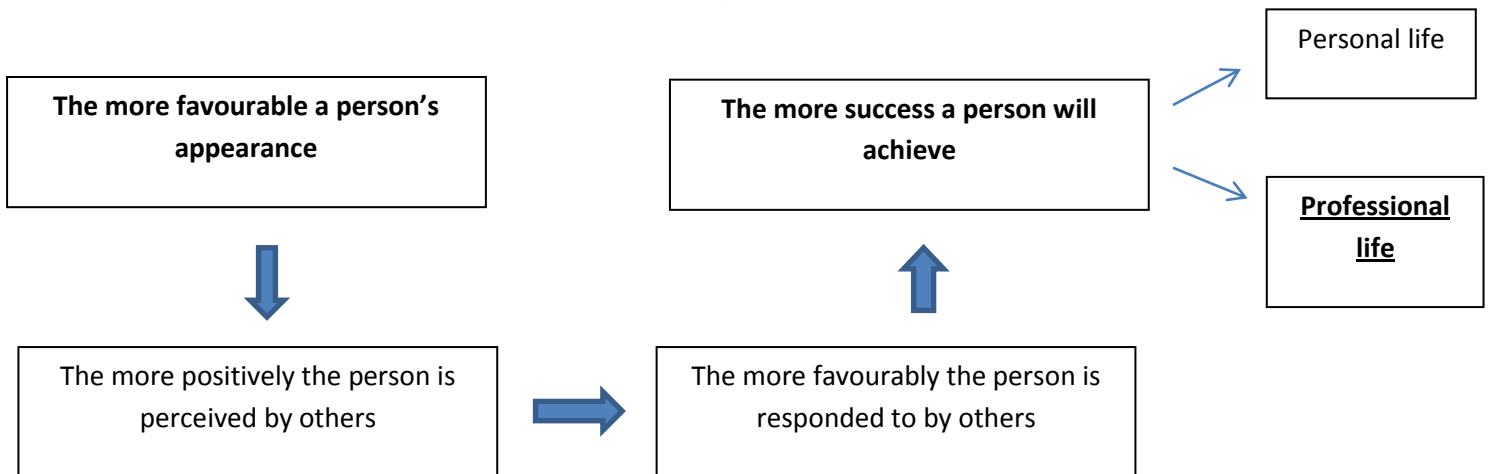 The more favourable a person’s
appearance
The more positively the person is
perceived by others
The more favourably the person is
responded to by others
The more success a person will
achieve
Personal life
Professional
life